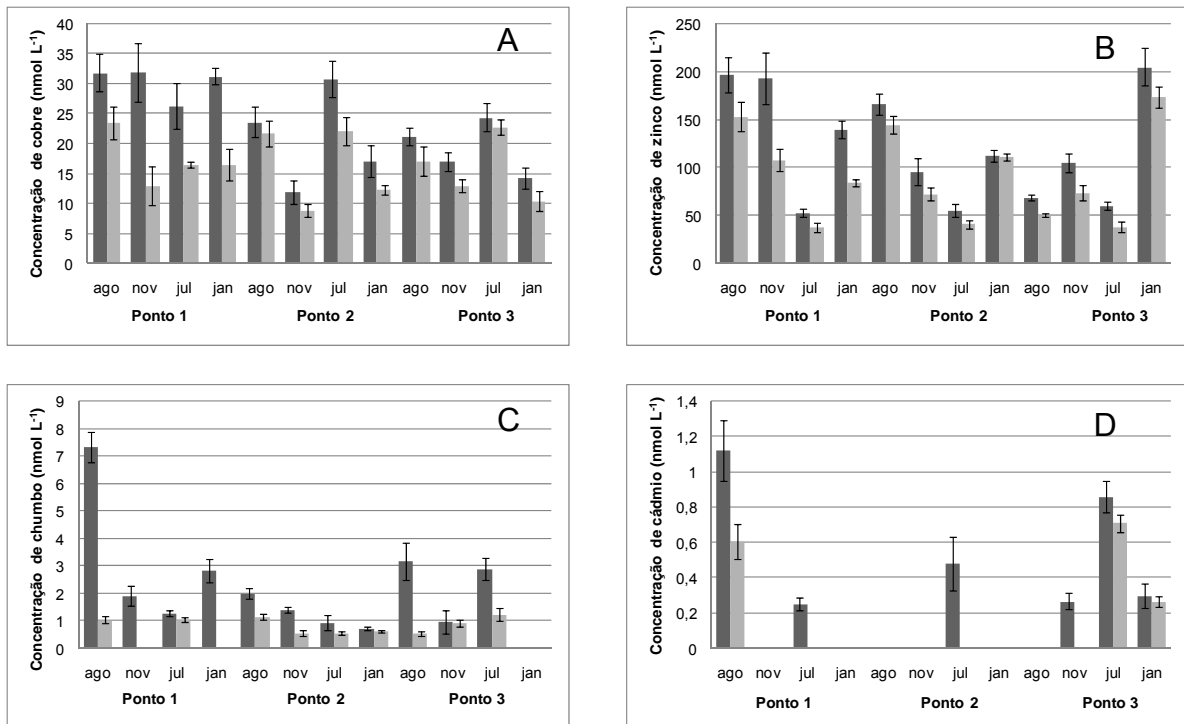 A
Concentração de cobre (nmol L-1)
40
35
30
25
20
15
10
5
0
ago nov jul jan ago nov jul jan ago nov jul jan
Ponto 1 Ponto 2 Ponto 3
B
Concentração de zinco (nmol L-1)
250
200
150
100
50
0
ago nov jul jan ago nov jul jan ago nov jul jan
Ponto 1 Ponto 2 Ponto 3
C
Concentração de chumbo (nmol L-1)
9
8
7
6
5
4
3
2
1
0
ago nov jul jan ago nov jul jan ago nov jul jan
Ponto 1 Ponto 2 Ponto 3
D
Concentração de cádmio (nmol L-1)
1,4
1,2
1
0,8
0,6
0,4
0,2
0
ago nov jul jan ago nov jul jan ago nov jul jan
Ponto 1 Ponto 2 Ponto 3